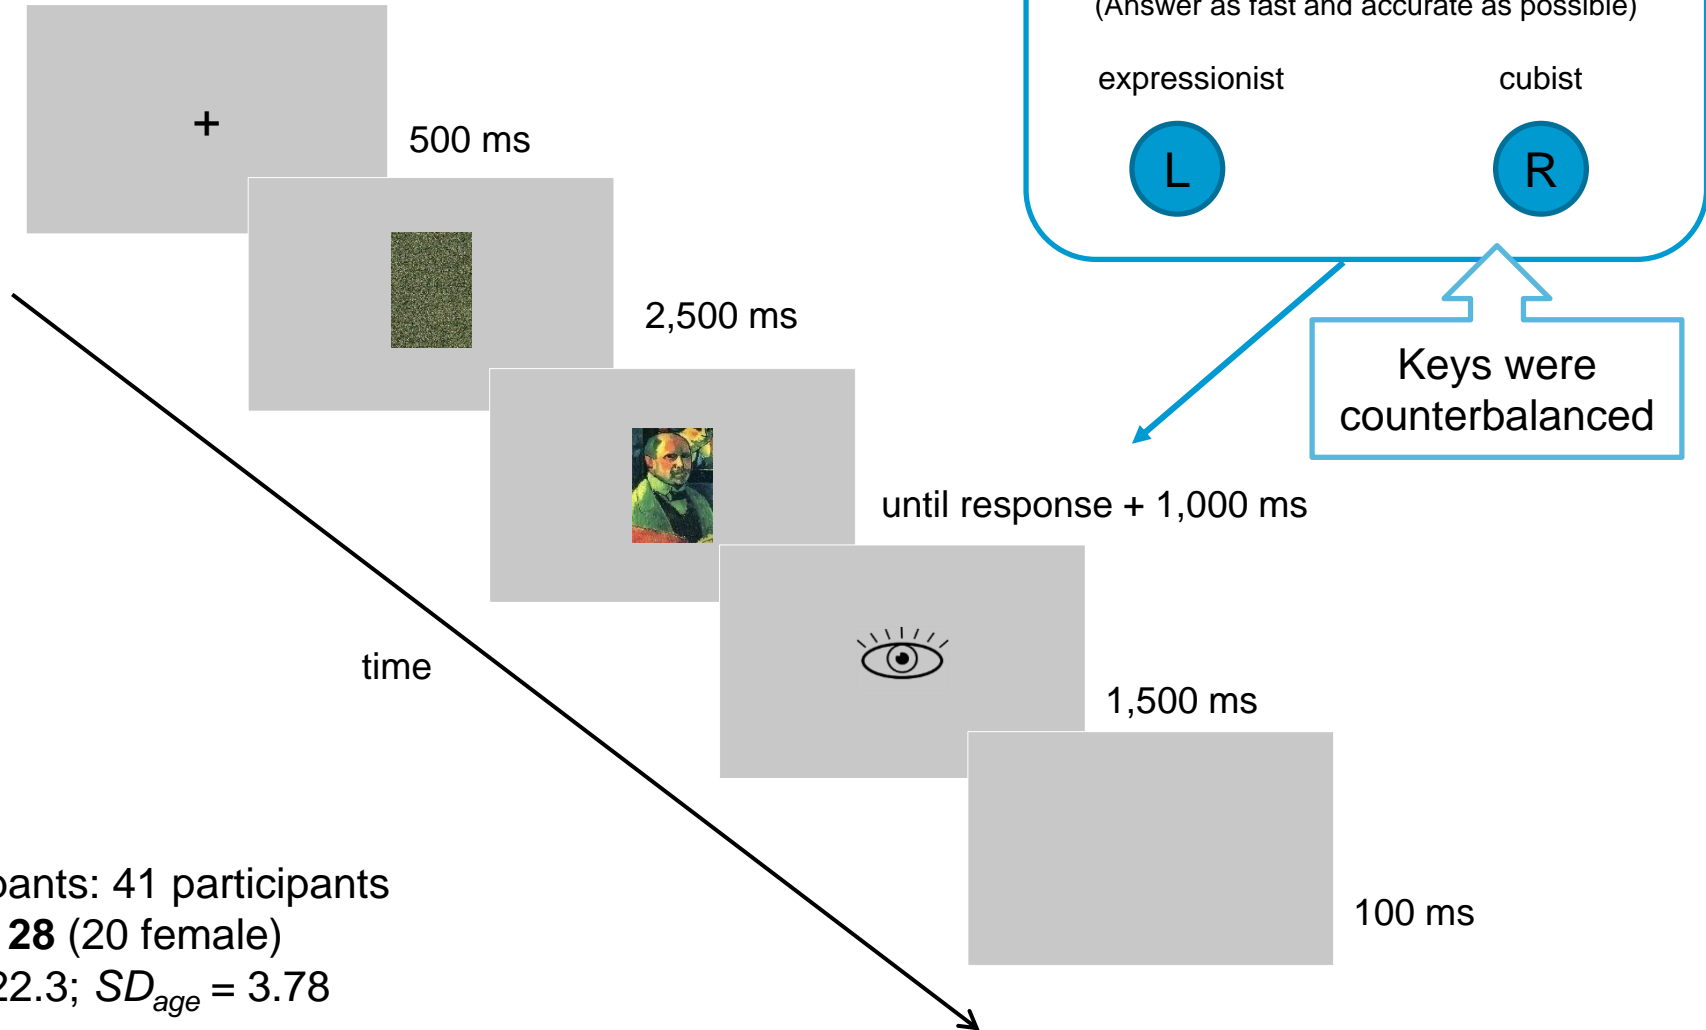 (Answer as fast and accurate as possible)
expressionist cubist
L R
+
500 ms
2,500 ms
Keys were
counterbalanced
until response + 1,000 ms
time
1,500 ms
100 ms
pants: 41 participants
28 (20 female)
22.3; SDage = 3.78